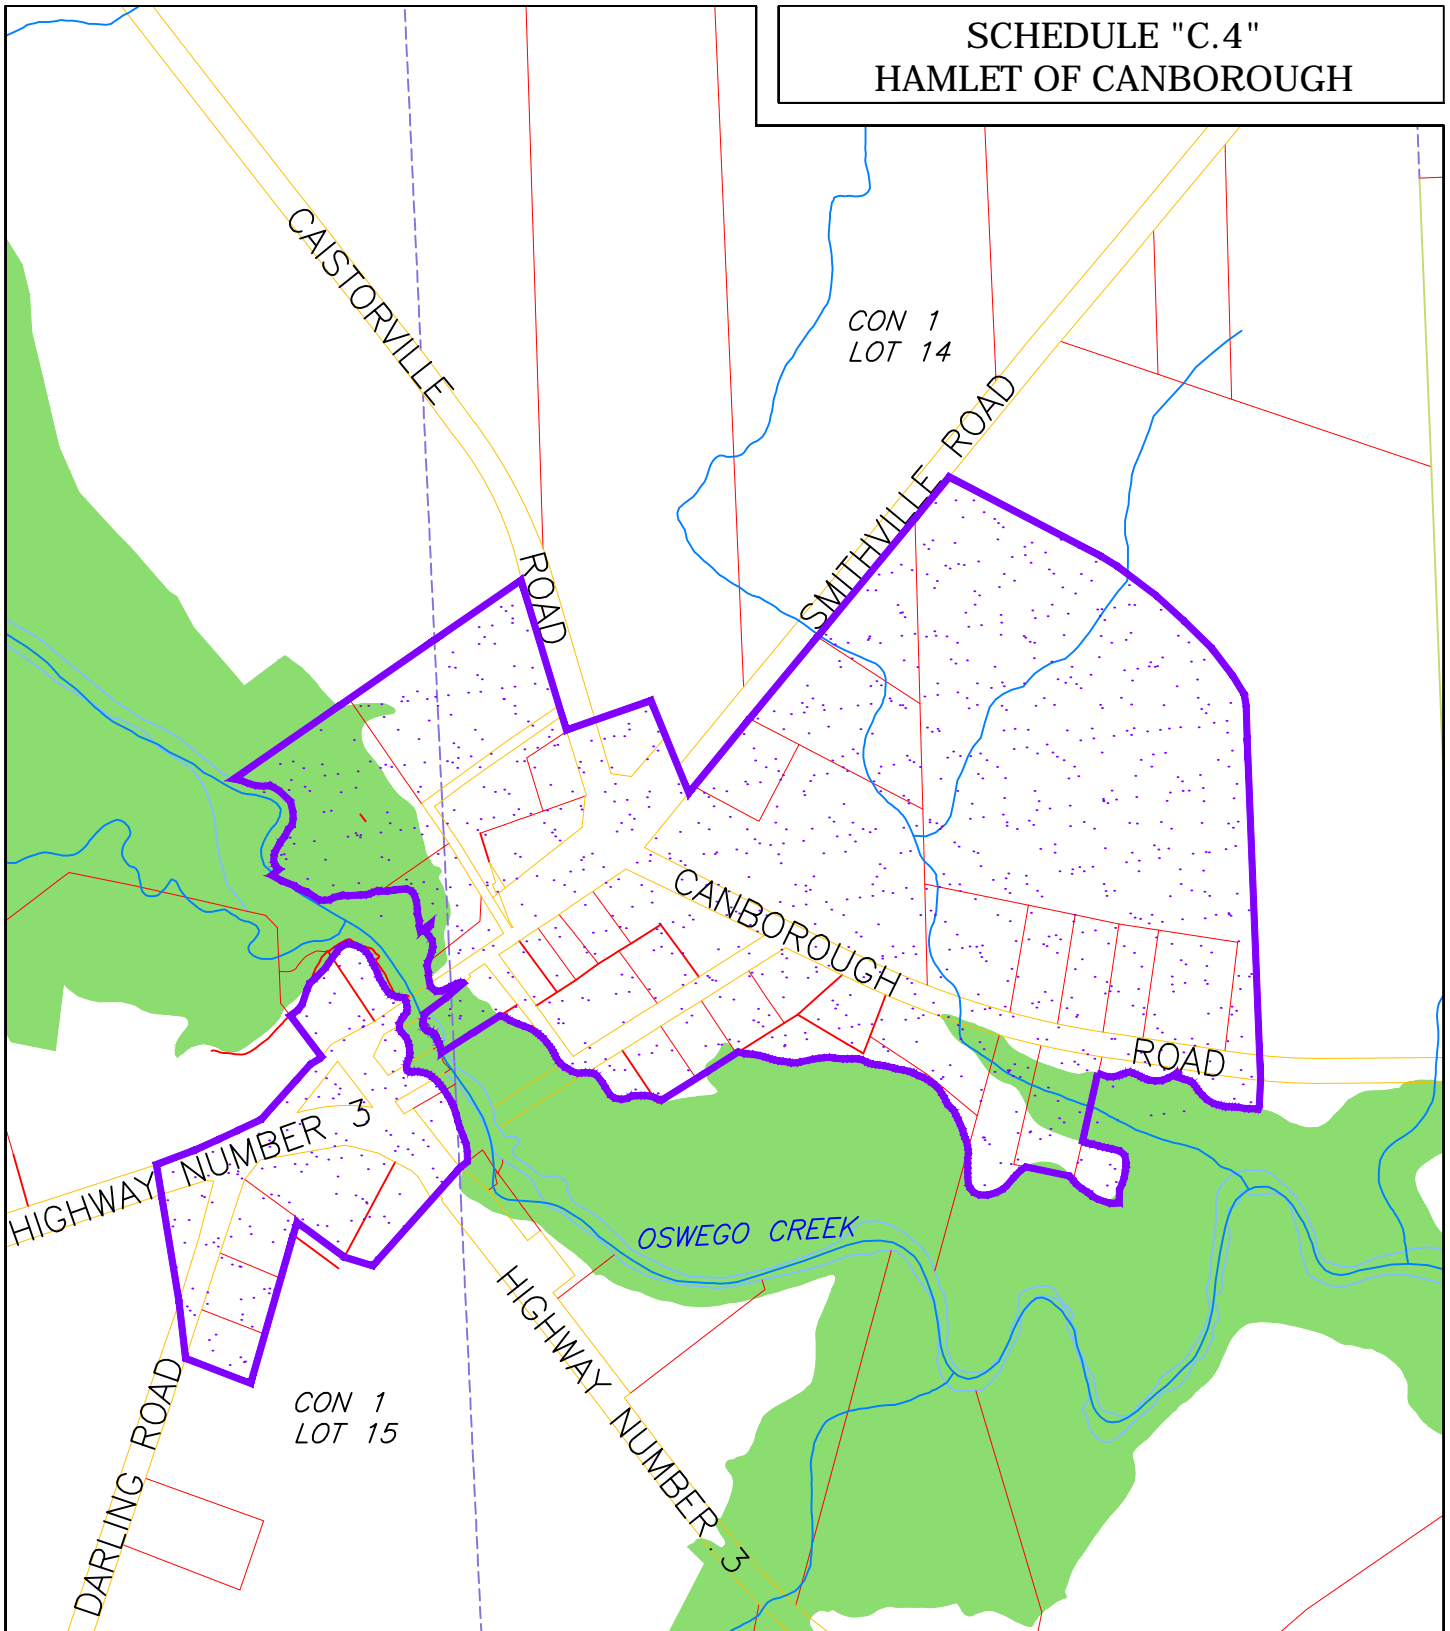 SCHEDULE "C.4"
HAMLET OF CANBOROUGH
CAISTORVILLE ROAD
CON 1
LOT 14
SMITHVILLE ROAD
CANBOROUGH ROAD
HIGHWAY NUMBER 3
OSWEGO CREEK
HIGHWAY NUMBER 3
CON 1
LOT 15
DARLING ROAD